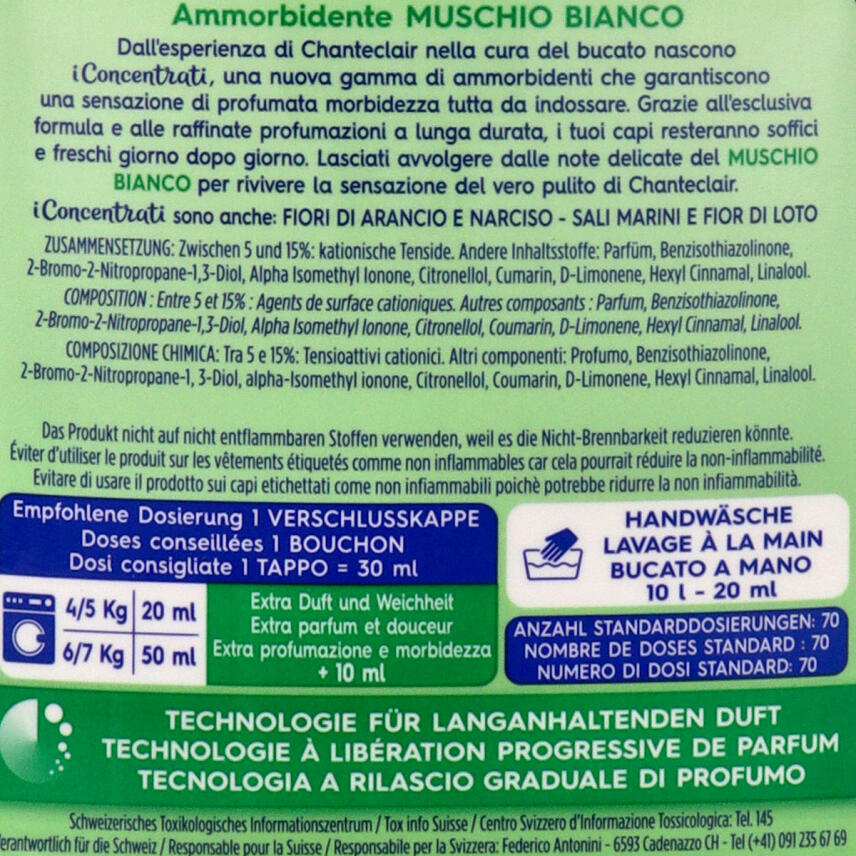 Ammorbidente MUSCHIO BIANCO
Dall'esperienza di Chanteclair nella cura del bucato nascono
i Concentrati, una nuova gamma di ammorbidenti che garantiscono
una sensazione di profumata morbidezza tutta da indossare. Grazie all'esclusiva
formula e alle raffinate profumazioni a lunga durata, i tuoi capi resteranno soffici
e freschi giorno dopo giorno. Lasciati avvolgere dalle note delicate del MUSCHIO
BIANCO per rivivere la sensazione del vero pulito di Chanteclair.
i Concentrati sono anche: FIORI DI ARANCIO E NARCISO - SALI MARINI E FIOR DI LOTO
ZUSAMMENSETZUNG: Zwischen 5 und 15%: kationische Tenside. Andere Inhaltsstoffe: Parfüm, Benzisothiazolinone,
2-Bromo-2-Nitropropane-1,3-Diol, Alpha Isomethyl Ionone, Citronellol, Cumarin, D-Limonene, Hexyl Cinnamal, Linalool.
COMPOSITION : Entre 5 et 15% : Agents de surface cationiques. Autres composants : Parfum, Benzisothiazolinone,
2-Bromo-2-Nitropropane-1,3-Diol, Alpha Isomethyl Ionone, Citronellol, Coumarin, D-Limonene, Hexyl Cinnamal, Linalool.
COMPOSIZIONE CHIMICA: Tra 5 e 15%: Tensioattivi cationici. Altri componenti: Profumo, Benzisothiazolinone,
2-Bromo-2-Nitropropane-1, 3-Diol, alpha-Isomethyl ionone, Citronellol, Coumarin, D-Limonene, Hexyl Cinnamal, Linalool.
Das Produkt nicht auf nicht entflammbaren Stoffen verwenden, weil es die Nicht-Brennbarkeit reduzieren könnte.
Éviter d'utiliser le produit sur les vêtements étiquetés comme non inflammables car cela pourrait réduire la non-inflammabilité.
Evitare di usare il prodotto sui capi etichettati come non infiammabili poichè potrebbe ridurre la non infiammabilità.
Empfohlene Dosierung 1 VERSCHLUSSKAPPE
Doses conseillées 1 BOUCHON
Dosi consigliate 1 TAPPO = 30 ml
4/5 Kg 20 ml
6/7 Kg 50 ml
Extra Duft und Weichheit
Extra parfum et douceur
Extra profumazione e morbidezza
+ 10 ml
HANDWÄSCHE
LAVAGE À LA MAIN
BUCATO A MANO
10 l - 20 ml
ANZAHL STANDARDDOSIERUNGEN: 70
NOMBRE DE DOSES STANDARD : 70
NUMERO DI DOSI STANDARD: 70
TECHNOLOGIE FÜR LANGANHALTENDEN DUFT
TECHNOLOGIE À LIBÉRATION PROGRESSIVE DE PARFUM
TECNOLOGIA A RILASCIO GRADUALE DI PROFUMO
Schweizerisches Toxikologisches Informationszentrum / Tox info Suisse / Centro Svizzero d'Informazione Tossicologica: Tel. 145
erantwortlich für die Schweiz / Responsable pour la Suisse / Responsabile per la Svizzera: Federico Antonini - 6593 Cadenazzo CH - Tel (+41) 091 235 67 69